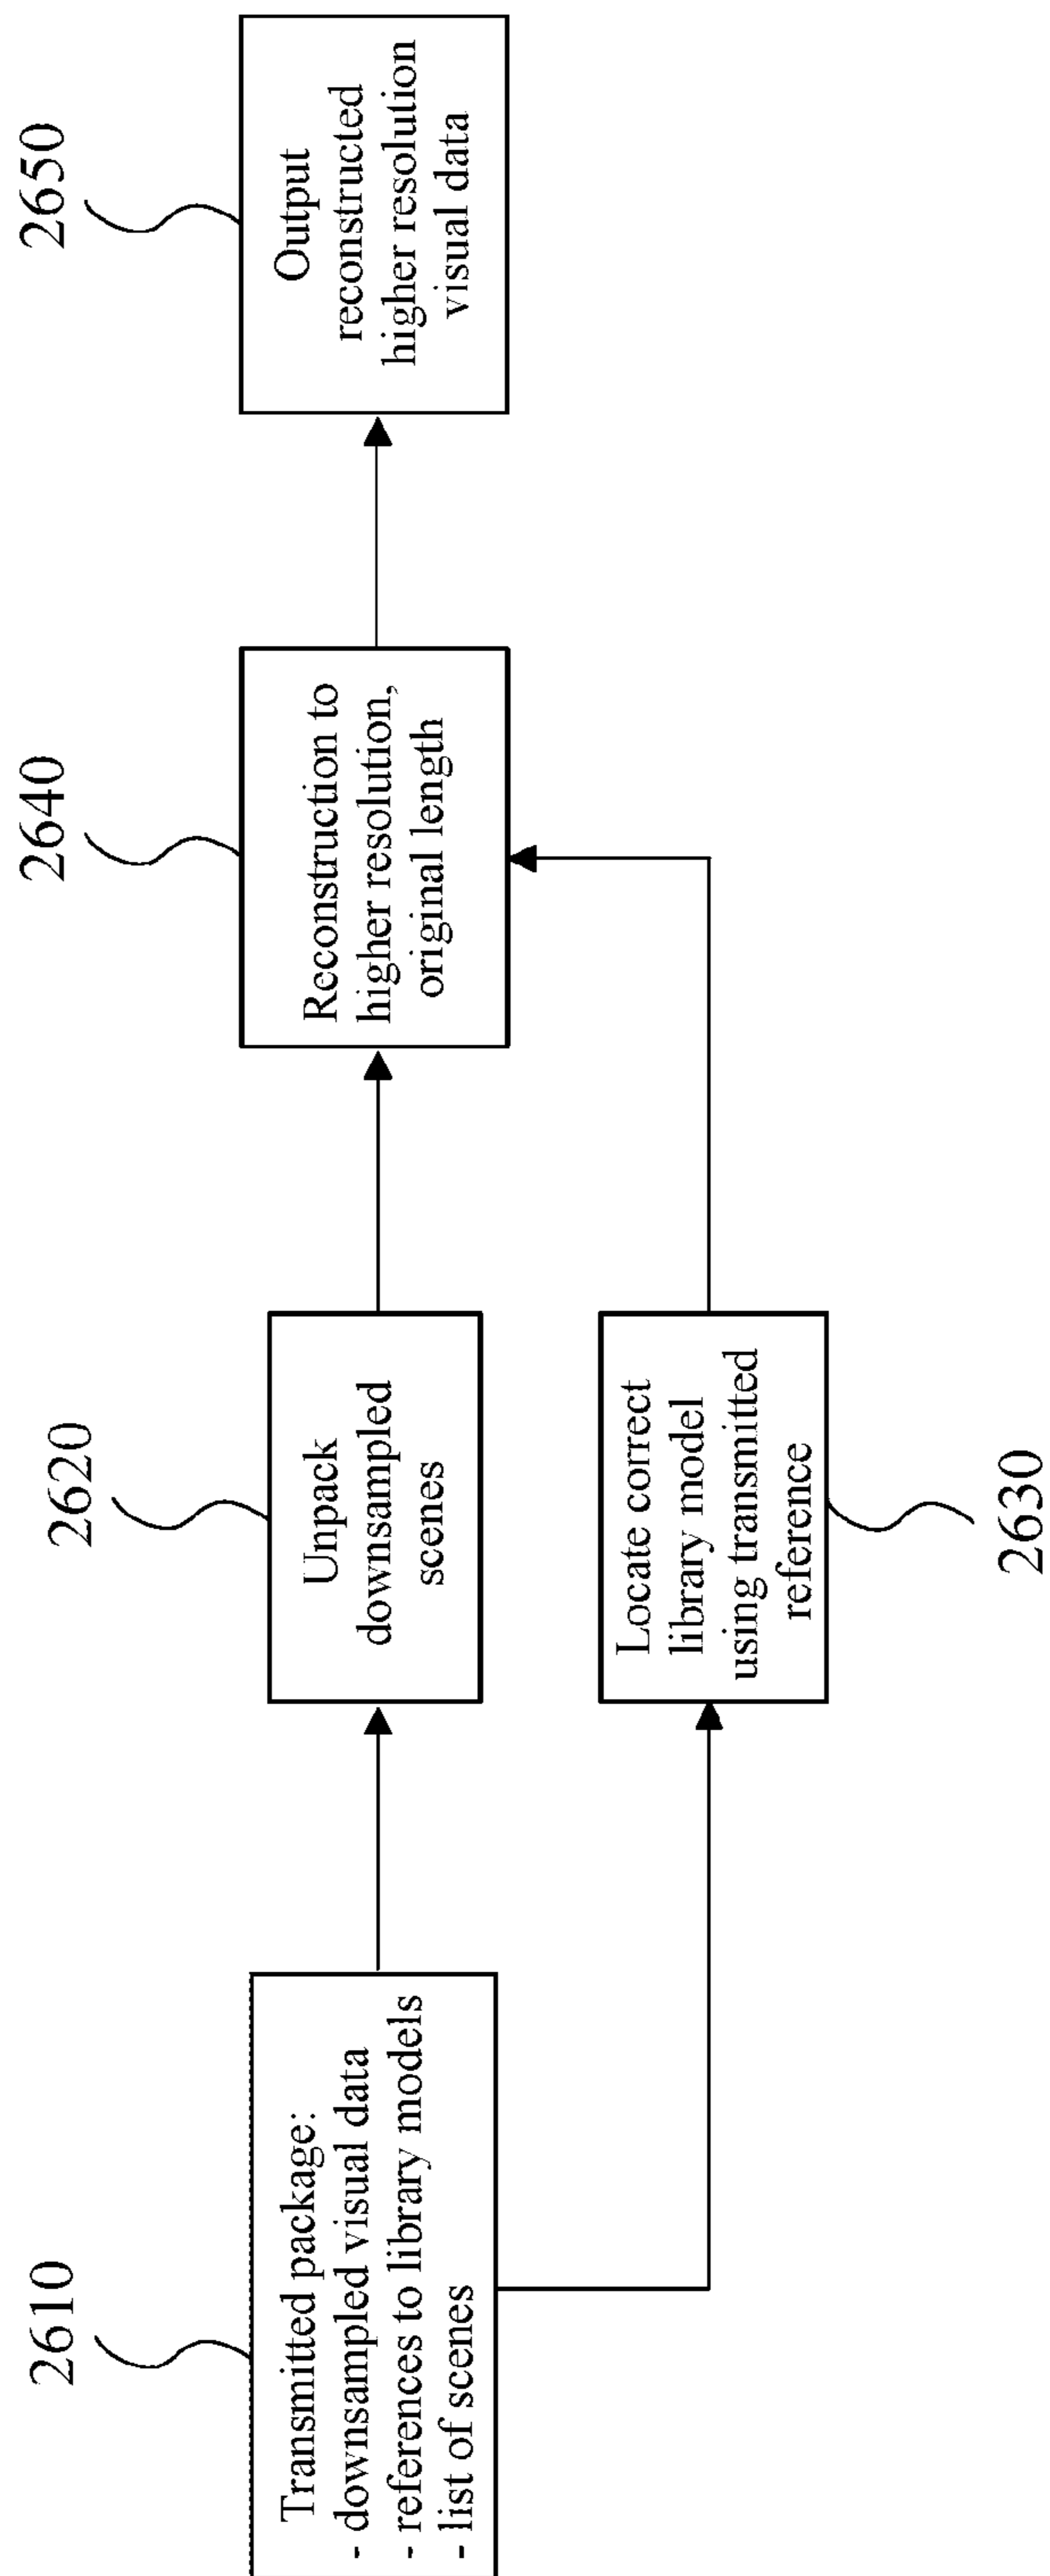 2610
Transmitted package:
- downsampled visual data
- references to library models
- list of scenes
2620
Unpack
downsampled
scenes
2630
Locate correct
library model
using transmitted
reference
2640
Reconstruction to
higher resolution,
original length
2650
Output
reconstructed
higher resolution
visual data